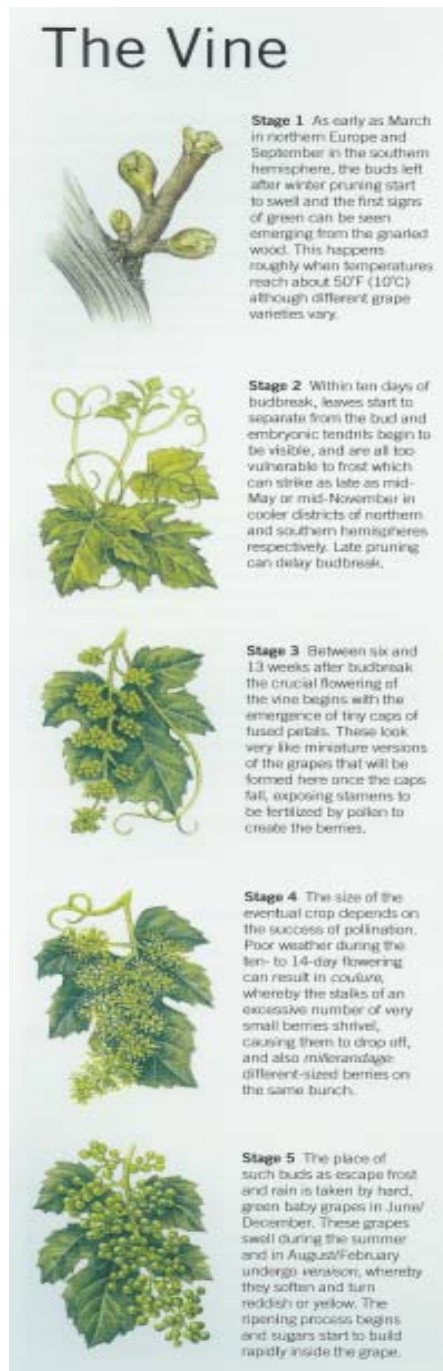 The Vine
Stage 1 As early as March
in northern Europe and
September in the southern
hemisphere, the buds left
after winter pruning start
to swell and the first signs
of green can be seen
emerging from the gnarled
wood. This happens
roughly when temperatures
reach about 50°F (10°C)
although different grape
varieties vary.
Stage 2 Within ten days of
budbreak, leaves start to
separate from the bud and
embryonic tendrils begin to
be visible, and are all too
vulnerable to frost which
can strike as late as mid-
May or mid-November in
cooler districts of northern
and southern hemispheres
respectively. Late pruning
can delay budbreak.
Stage 3 Between six and
13 weeks after budbreak
the crucial flowering of
the vine begins with the
emergence of tiny caps of
fused petals. These look
very like miniature versions
of the grapes that will be
formed here once the caps
fall, exposing stamens to
be fertilized by pollen to
create the berries.
Stage 4 The size of the
eventual crop depends on
the success of pollination.
Poor weather during the
ten- to 14-day flowering
can result in coulure,
whereby the stalks of an
excessive number of very
small berries shrivel,
causing them to drop off,
and also millerandage-
different-sized berries on
the same bunch.
Stage 5 The place of
such buds as escape frost
and rain is taken by hard,
green baby grapes in June/
December. These grapes
swell during the summer
and in August/February
undergo veraison, whereby
they soften and turn
reddish or yellow. The
ripening process begins
and sugars start to build
rapidly inside the grape.